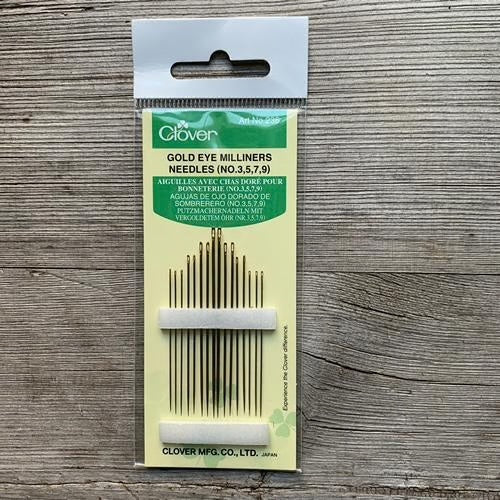 Art No.236
Clover
GOLD EYE MILLINERS
NEEDLES (NO.3,5,7,9)
AIGUILLES AVEC CHAS DORÉ POUR
BONNETERIE (NO.3,5,7,9)
AGUJAS DE OJO DORADO DE
SOMBRERERO (NO.3,5,7,9)
PUTZMACHERNADELN MIT
VERGOLDETEM ÖHR (NR.3,5,7,9)
Experience the Clover difference.
CLOVER MFG.CO.,LTD. JAPAN